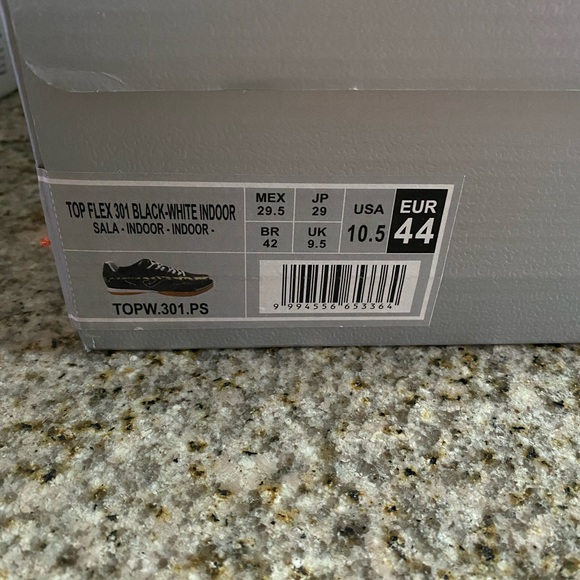 TOP FLEX 301 BLACK-WHITE INDOOR
SALA - INDOOR - INDOOR -
TOPW.301.PS
MEX
29.5
JP
29
BR
42
UK
9.5
USA
10.5
EUR
44
9 994556 653364